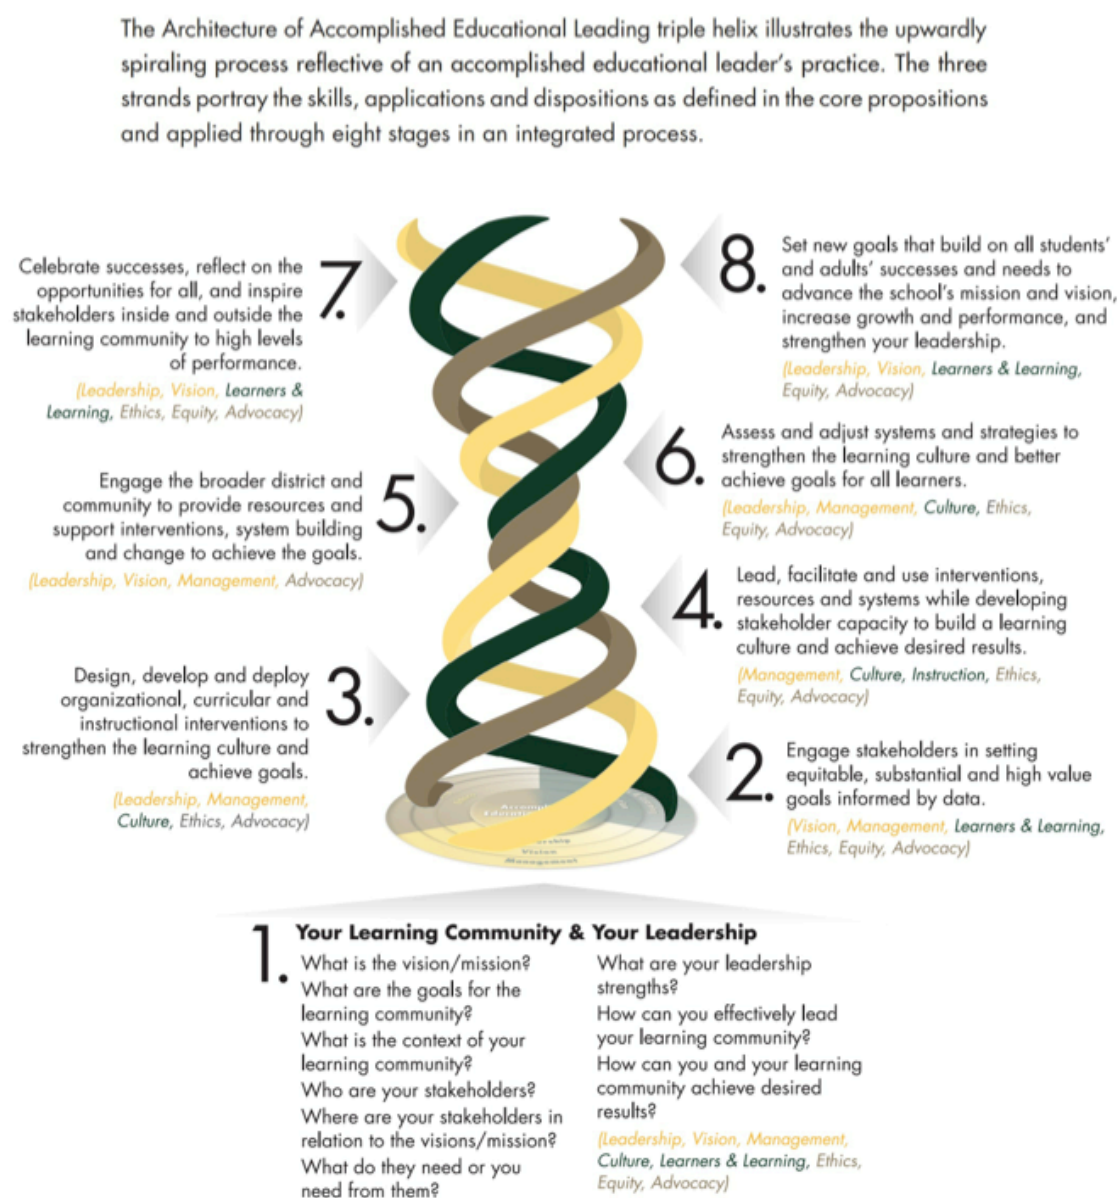 The Architecture of Accomplished Educational Leading triple helix illustrates the upwardly
spiraling process reflective of an accomplished educational leader's practice. The three
strands portray the skills, applications and dispositions as defined in the core propositions
and applied through eight stages in an integrated process.
7.
Celebrate successes, reflect on the
opportunities for all, and inspire
stakeholders inside and outside the
learning community to high levels
of performance.
(Leadership, Vision, Learners &
Learning, Ethics, Equity, Advocacy)
8.
Set new goals that build on all students'
and adults' successes and needs to
advance the school's mission and vision,
increase growth and performance, and
strengthen your leadership.
(Leadership, Vision, Learners & Learning,
Equity, Advocacy)
5.
Engage the broader district and
community to provide resources and
support interventions, system building
and change to achieve the goals.
(Leadership, Vision, Management, Advocacy)
6.
Assess and adjust systems and strategies to
strengthen the learning culture and better
achieve goals for all learners.
(Leadership, Management, Culture, Ethics,
Equity, Advocacy)
3.
Design, develop and deploy
organizational, curricular and
instructional interventions to
strengthen the learning culture and
achieve goals.
(Leadership, Management,
Culture, Ethics, Advocacy)
4.
Lead, facilitate and use interventions,
resources and systems while developing
stakeholder capacity to build a learning
culture and achieve desired results.
(Management, Culture, Instruction, Ethics,
Equity, Advocacy)
2.
Engage stakeholders in setting
equitable, substantial and high value
goals informed by data.
(Vision, Management, Learners & Learning,
Ethics, Equity, Advocacy)
Vision
Management
1.
Your Learning Community & Your Leadership
What is the vision/mission?
What are the goals for the
learning community?
What is the context of your
learning community?
Who are your stakeholders?
Where are your stakeholders in
relation to the visions/mission?
What do they need or you
need from them?
What are your leadership
strengths?
How can you effectively lead
your learning community?
How can you and your learning
community achieve desired
results?
(Leadership, Vision, Management,
Culture, Learners & Learning, Ethics,
Equity, Advocacy)